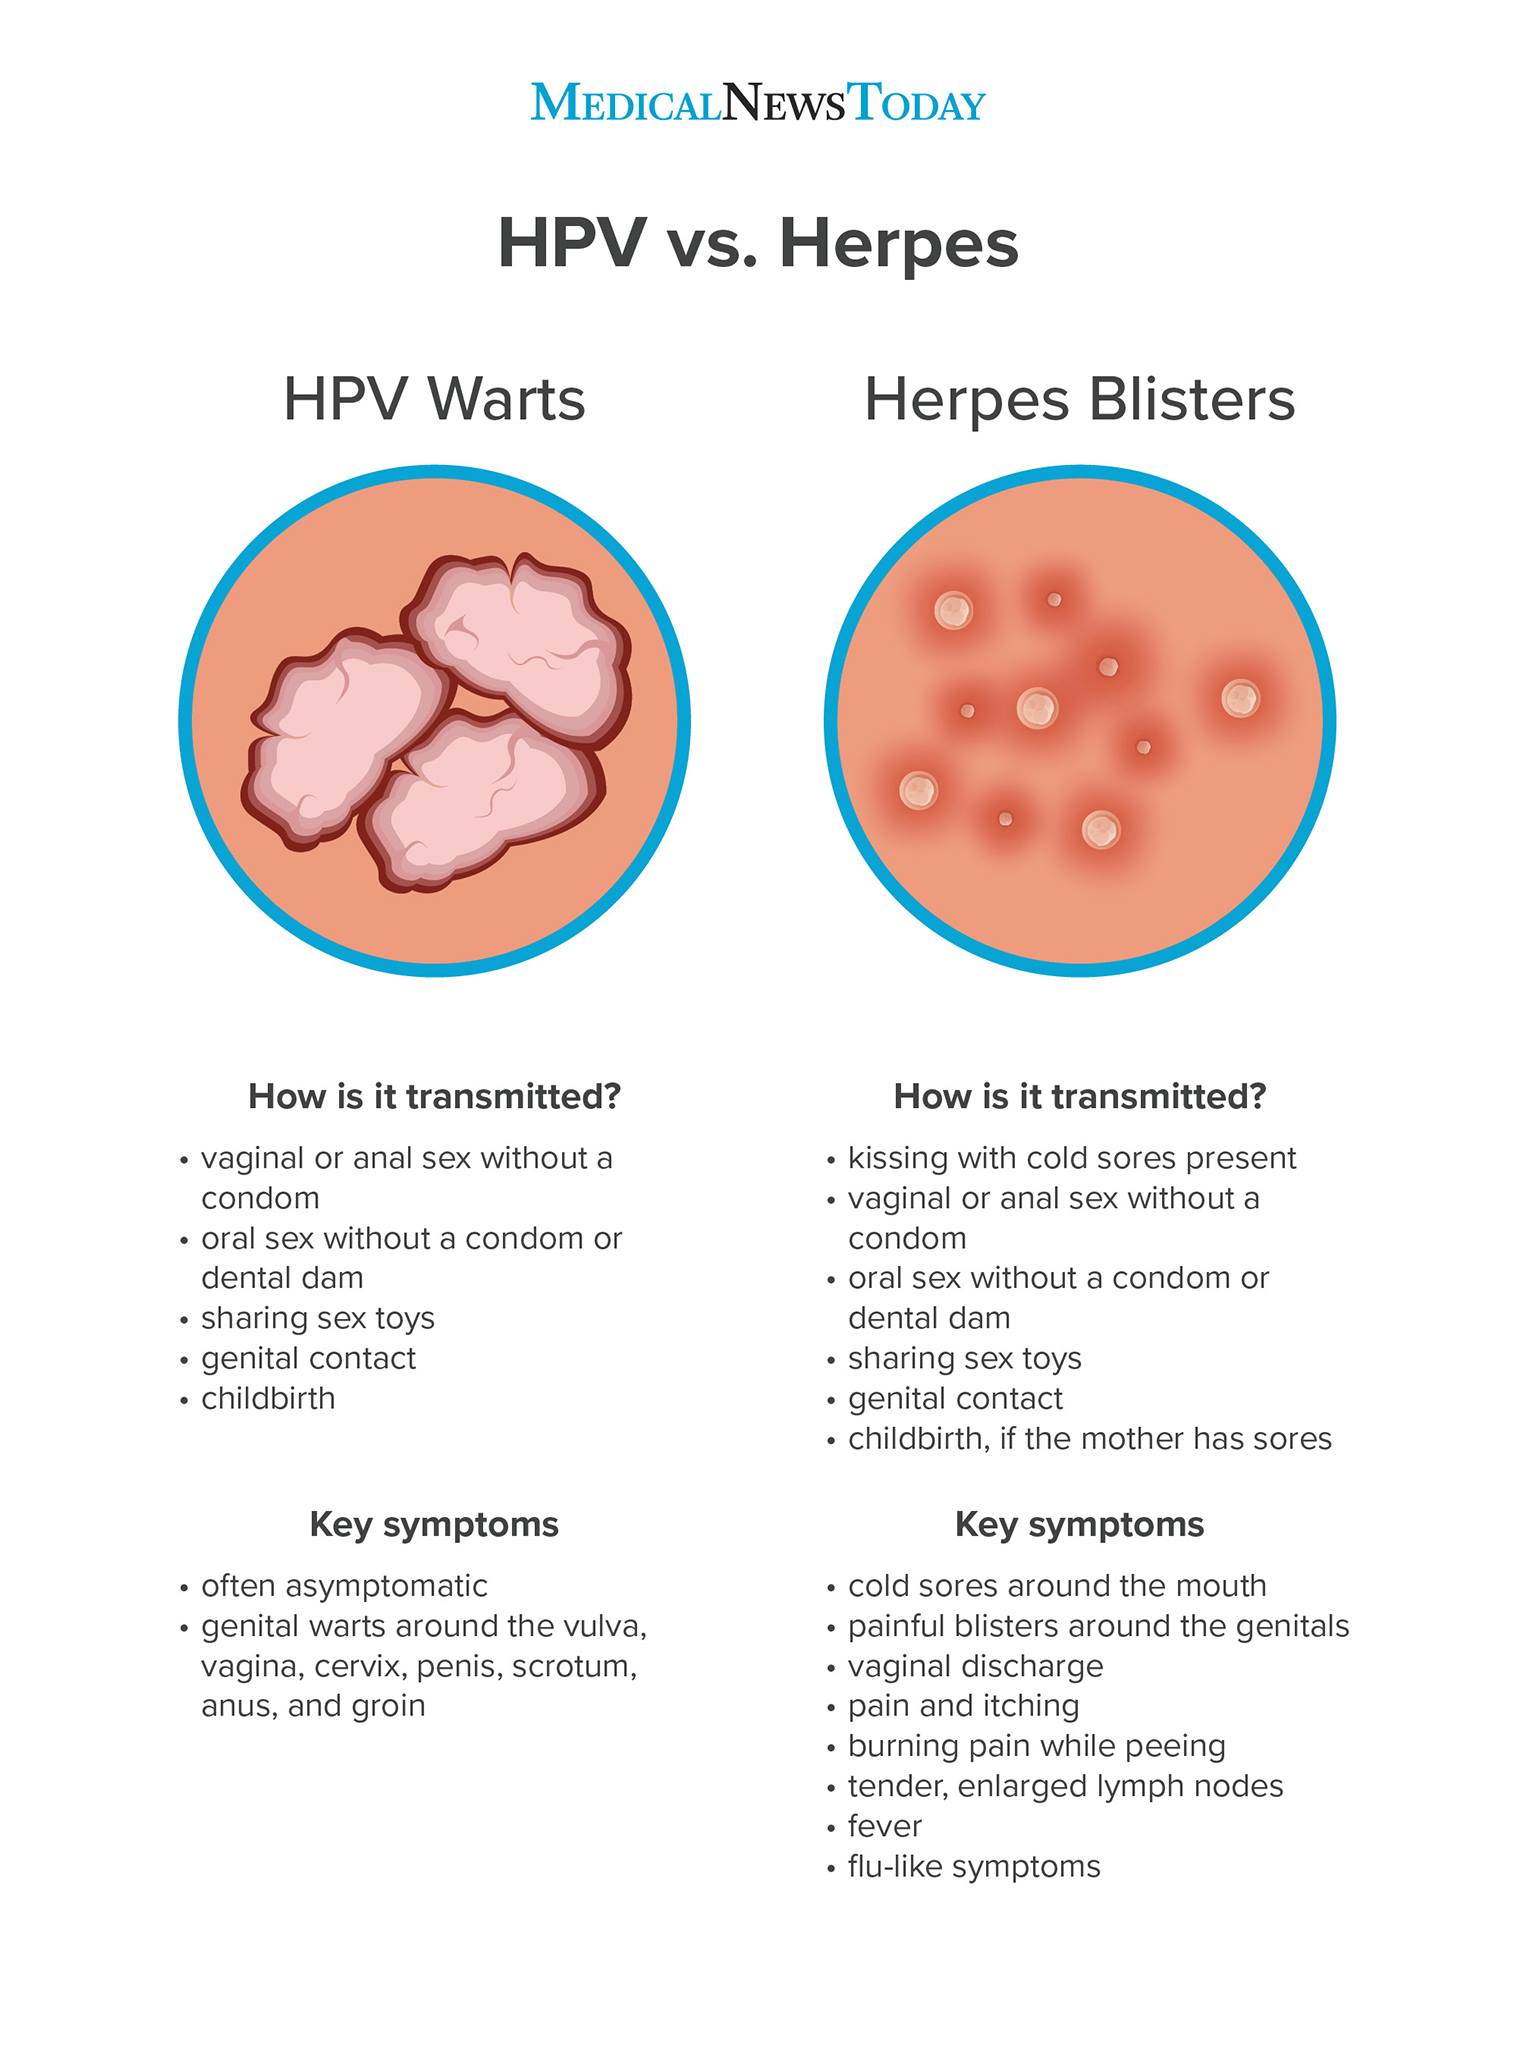 MEDICALNEWSTODAY
HPV vs. Herpes
HPV Warts
How is it transmitted?
• vaginal or anal sex without a
condom
• oral sex without a condom or
dental dam
• sharing sex toys
• genital contact
• childbirth
Key symptoms
• often asymptomatic
• genital warts around the vulva,
vagina, cervix, penis, scrotum,
anus, and groin
Herpes Blisters
How is it transmitted?
• kissing with cold sores present
• vaginal or anal sex without a
condom
• oral sex without a condom or
dental dam
• sharing sex toys
• genital contact
• childbirth, if the mother has sores
Key symptoms
• cold sores around the mouth
• painful blisters around the genitals
• vaginal discharge
• pain and itching
• burning pain while peeing
• tender, enlarged lymph nodes
• fever
• flu-like symptoms